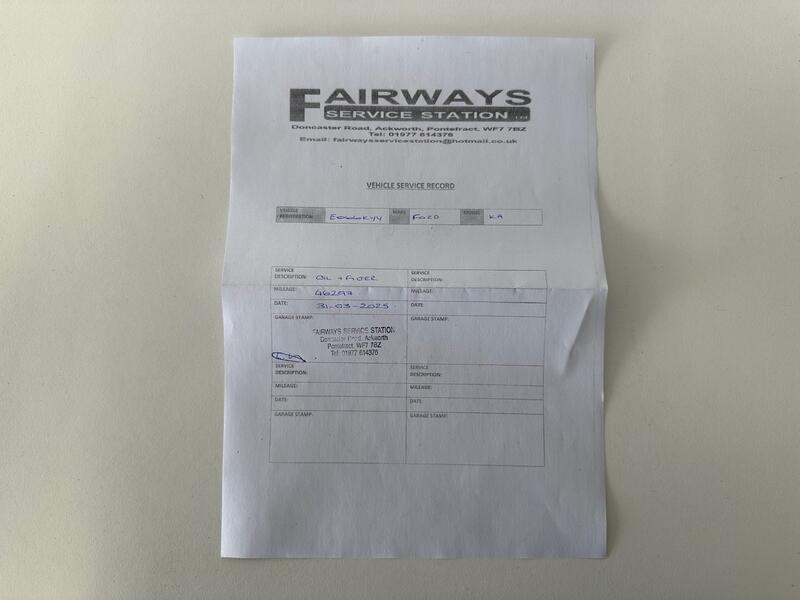 FAIRWAYS
SERVICE STATION Ltd
Doncaster Road, Ackworth, Pontefract, WF7 7BZ
Tel: 01977 614376
Email: fairwaysservicestation@hotmail.co.uk
VEHICLE SERVICE RECORD
VEHICLE REGISTRATION: MAKE FORD MODEL KA
SERVICE DESCRIPTION: OIL + FILTER SERVICE DESCRIPTION:
MILEAGE: 46297 MILEAGE:
DATE: 31-03-2025 DATE:
GARAGE STAMP: GARAGE STAMP:
FAIRWAYS SERVICE STATION
Doncaster Road, Ackworth
Pontefract, WF7 7BZ
Tel: 01977 614376
SERVICE DESCRIPTION: SERVICE DESCRIPTION:
MILEAGE: MILEAGE:
DATE: DATE:
GARAGE STAMP: GARAGE STAMP: